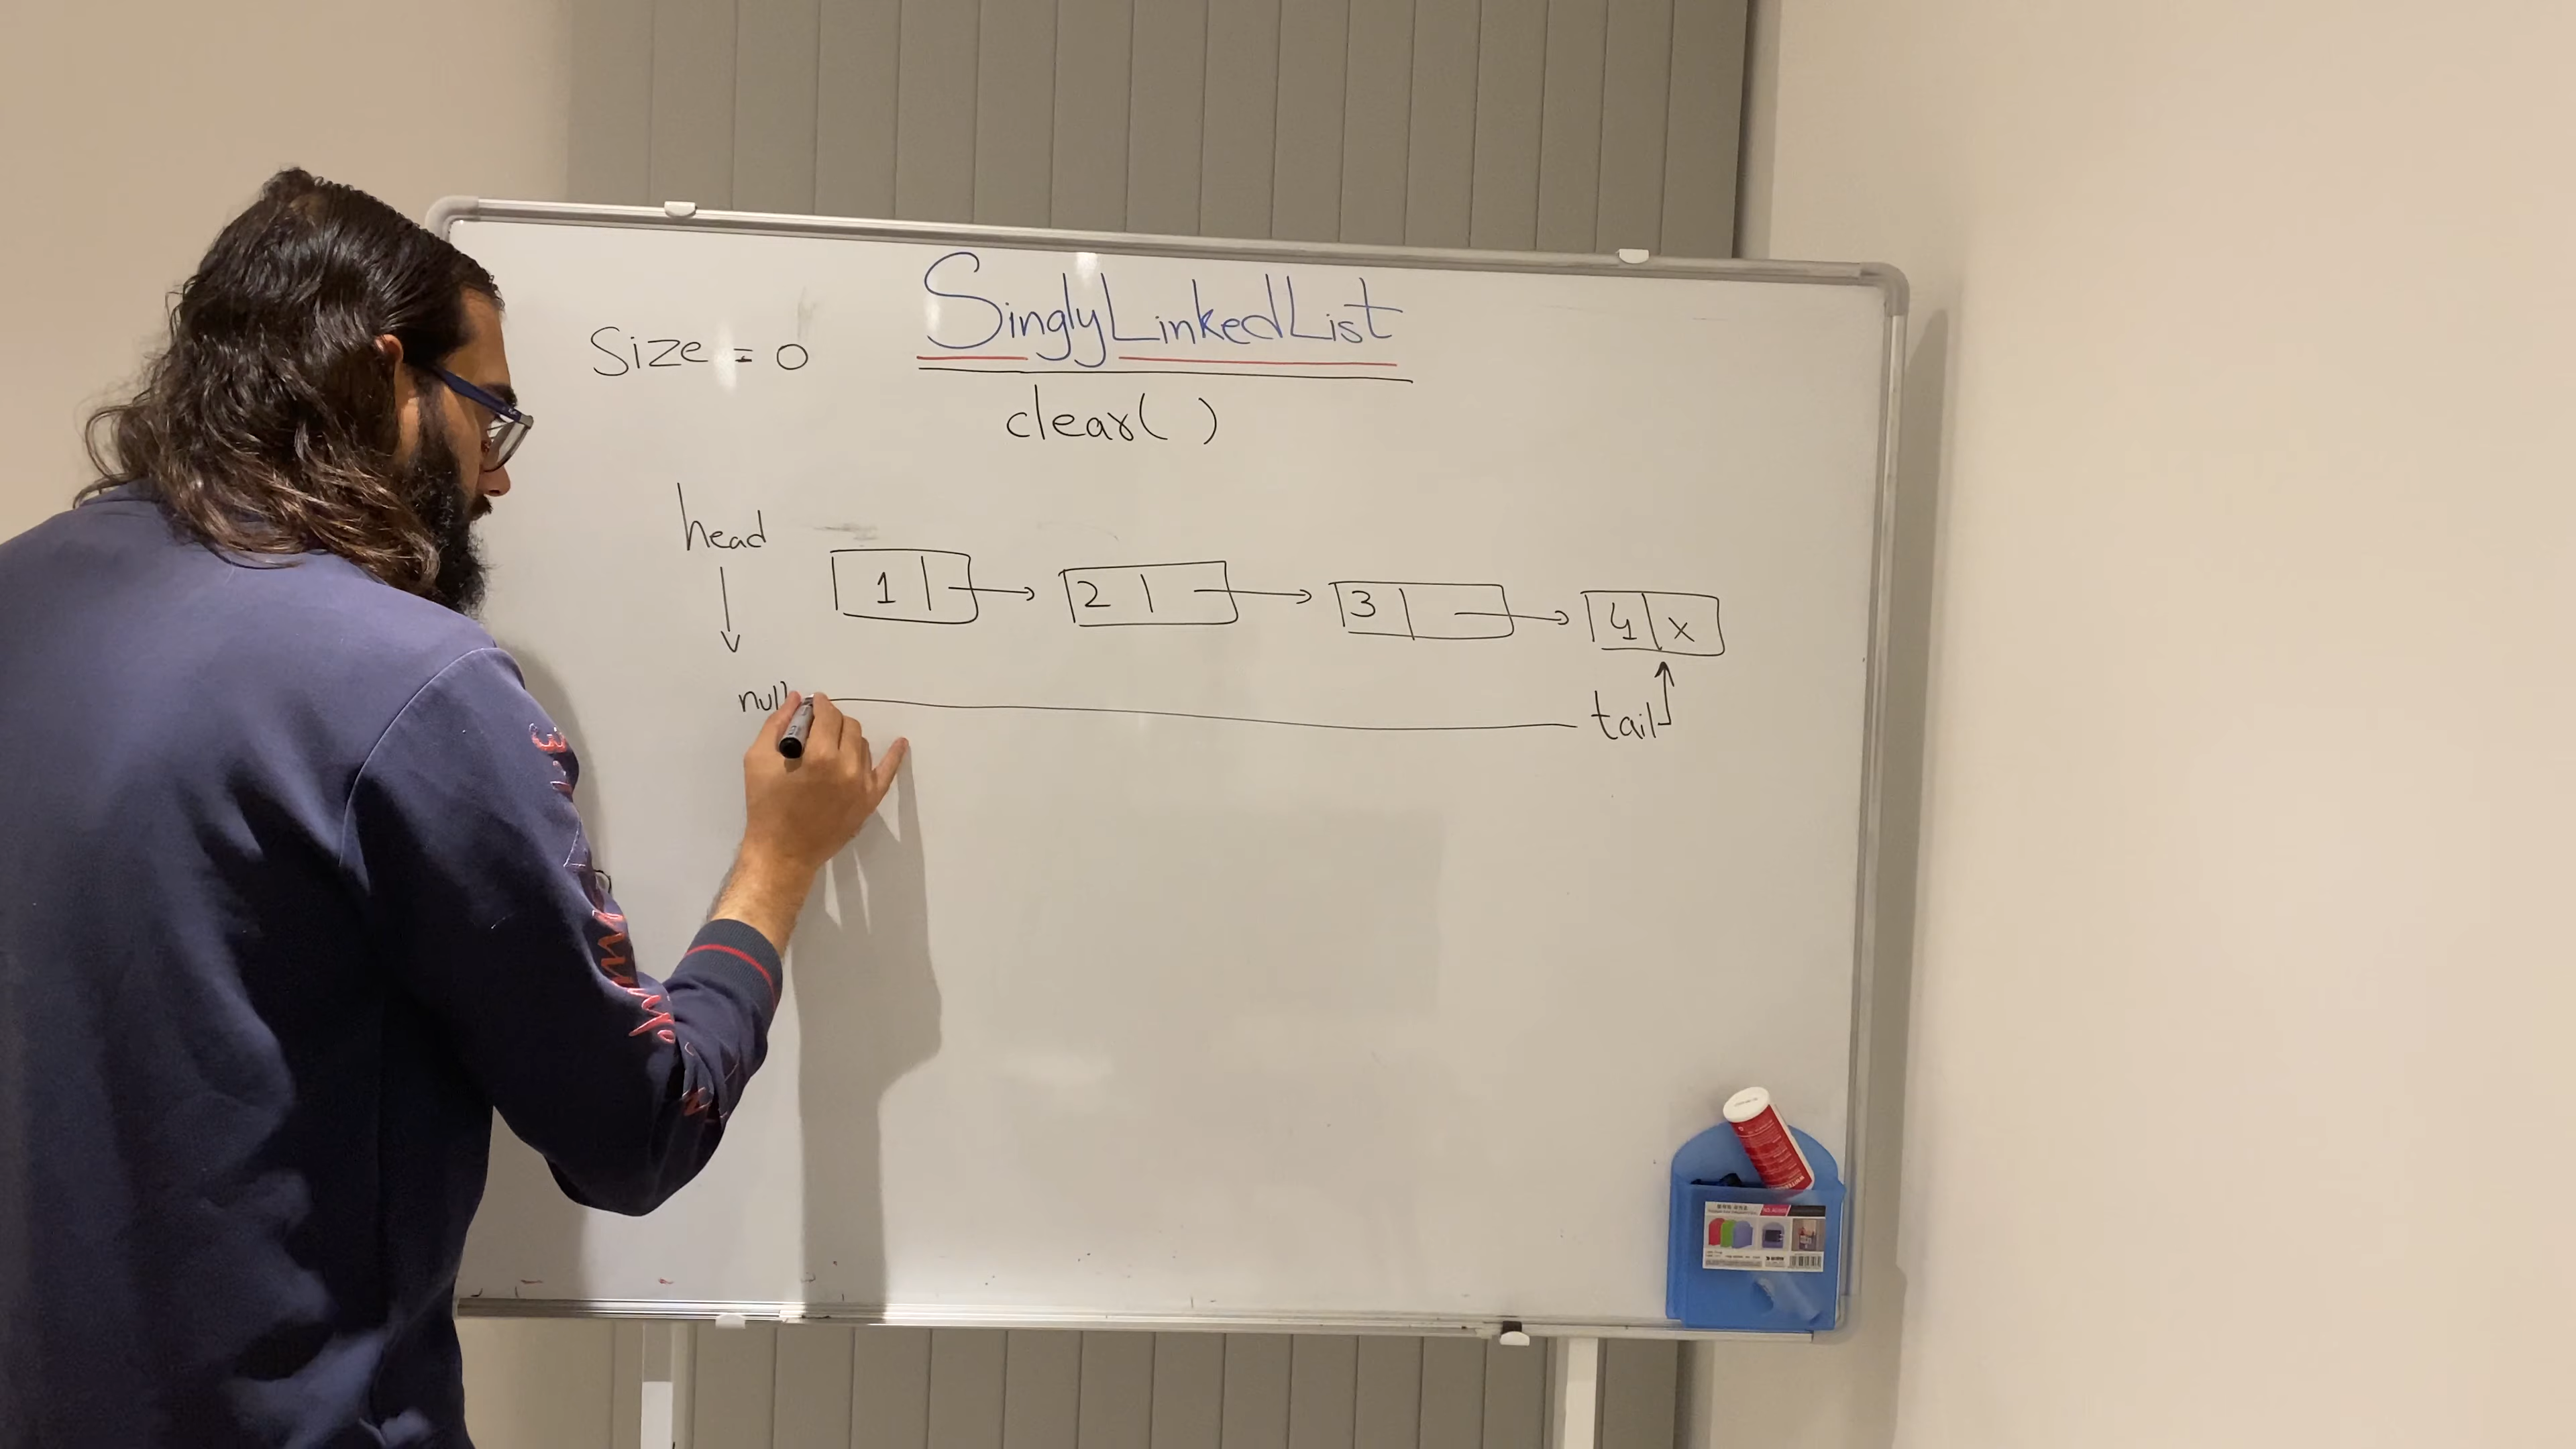 SinglyLinkedList
Size = 0
clear( )
head
1 2 3 4 x
null
tail